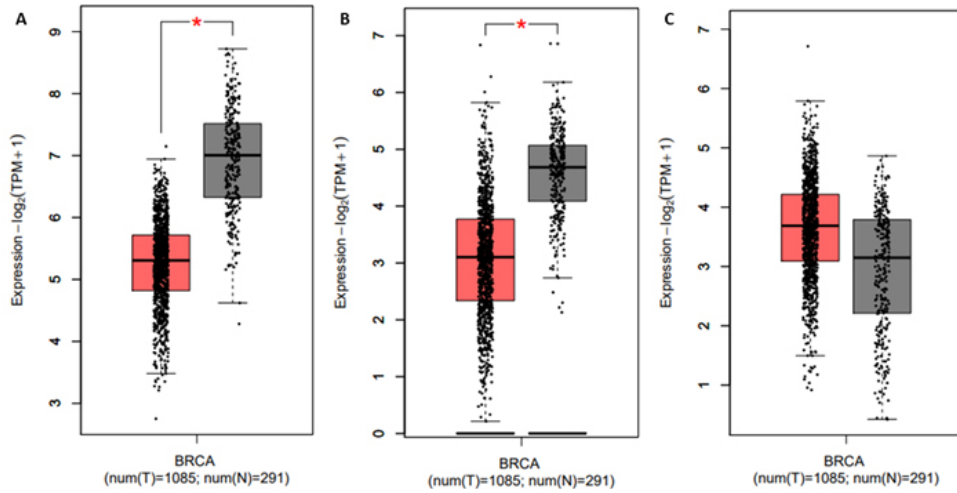 A
*
Expression – log₂(TPM + 1)
9
8
7
6
5
4
3
BRCA
(num(T)=1085; num(N)=291)
B
*
Expression – log₂(TPM + 1)
7
6
5
4
3
2
1
0
BRCA
(num(T)=1085; num(N)=291)
C
Expression – log₂(TPM + 1)
7
6
5
4
3
2
1
BRCA
(num(T)=1085; num(N)=291)